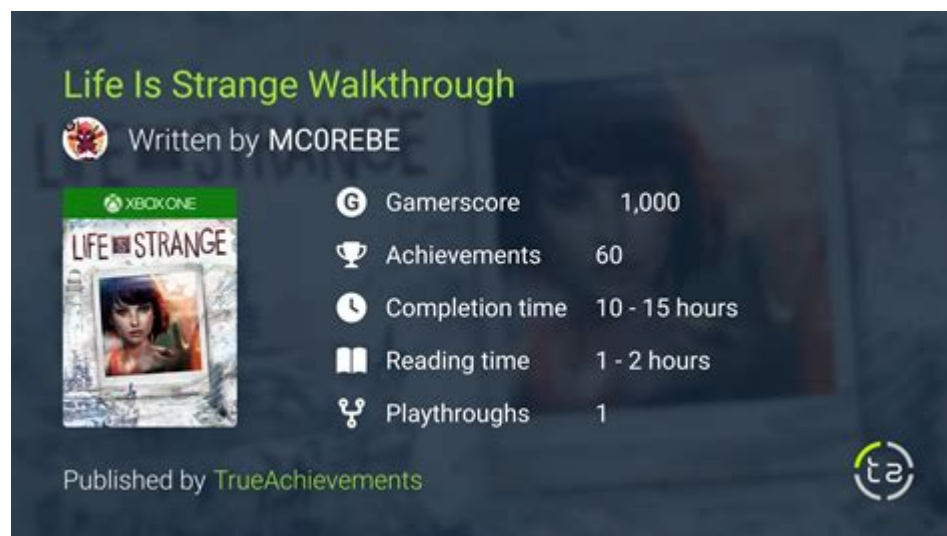 Life Is Strange Walkthrough
Written by MC0REBE
XBOX ONE
LIFE IS STRANGE
Gamerscore 1,000
Achievements 60
Completion time 10 - 15 hours
Reading time 1 - 2 hours
Playthroughs 1
Published by TrueAchievements
ta